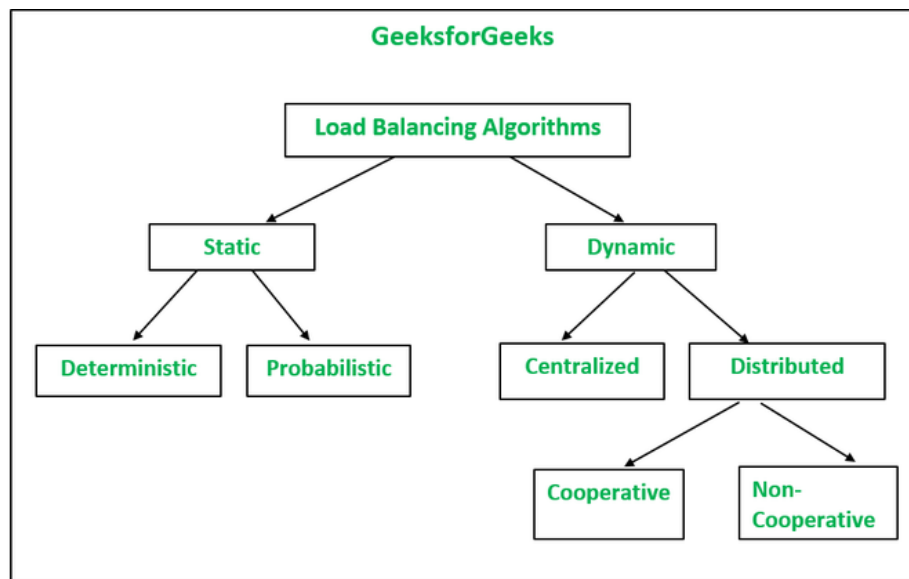 GeeksforGeeks
Load Balancing Algorithms
Static
Dynamic
Deterministic
Probabilistic
Centralized
Distributed
Cooperative
Non-
Cooperative